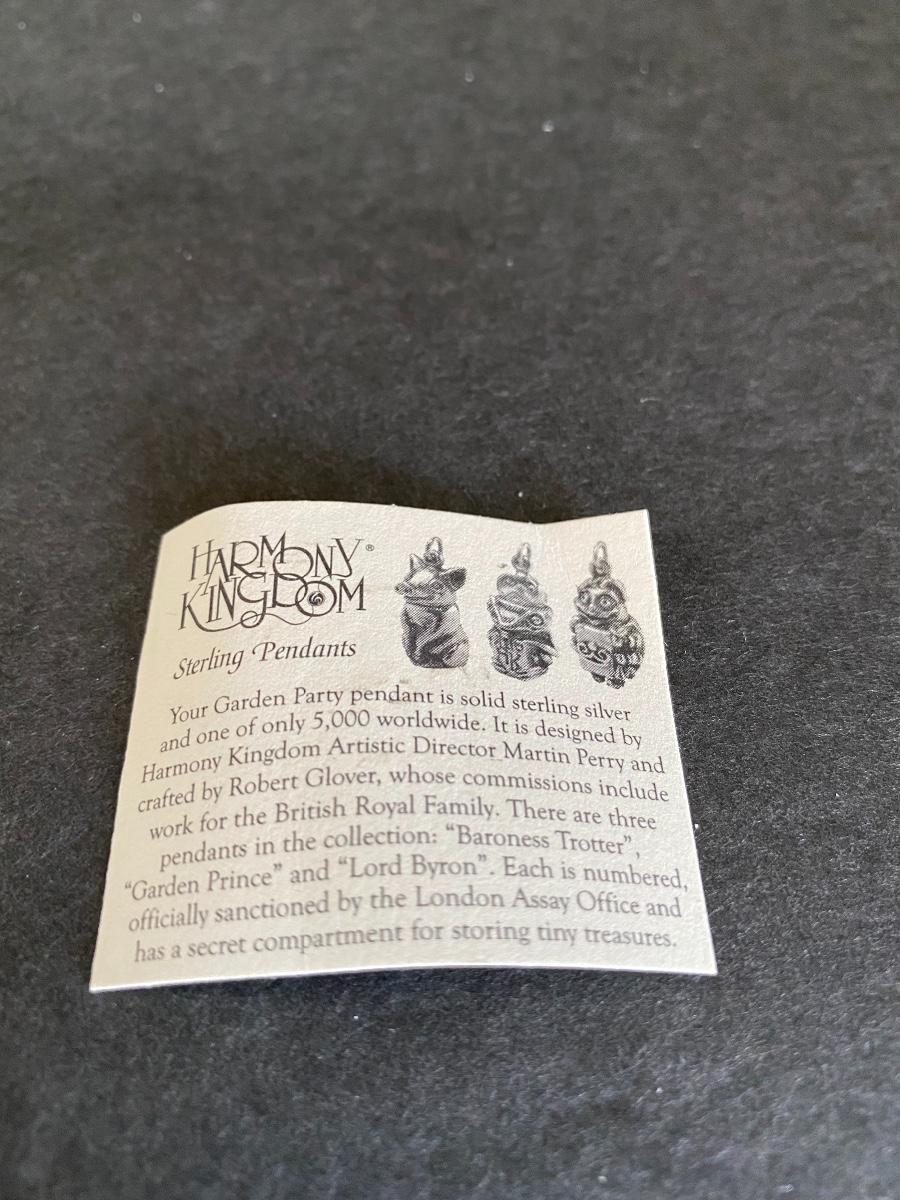 HARMONY®
KINGDOM
Sterling Pendants
Your Garden Party pendant is solid sterling silver
and one of only 5,000 worldwide. It is designed by
Harmony Kingdom Artistic Director Martin Perry and
crafted by Robert Glover, whose commissions include
work for the British Royal Family. There are three
pendants in the collection: “Baroness Trotter”,
“Garden Prince” and “Lord Byron”. Each is numbered,
officially sanctioned by the London Assay Office and
has a secret compartment for storing tiny treasures.